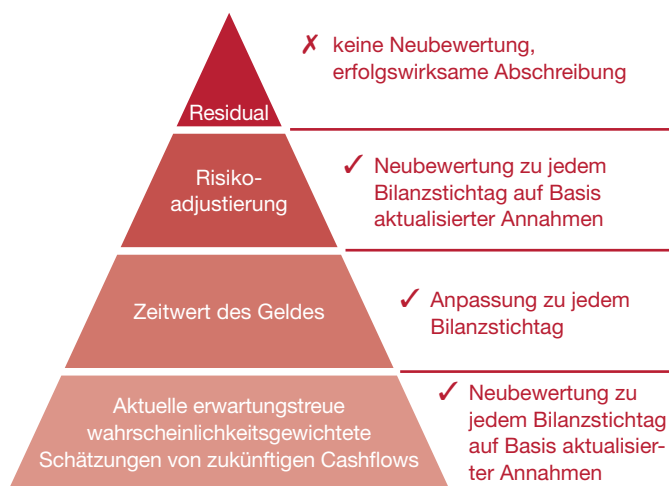 ✗ keine Neubewertung,
erfolgswirksame Abschreibung
Residual
Risiko-
adjustierung
✓ Neubewertung zu jedem
Bilanzstichtag auf Basis
aktualisierter Annahmen
Zeitwert des Geldes
✓ Anpassung zu jedem
Bilanzstichtag
Aktuelle erwartungstreue
wahrscheinlichkeitsgewichtete
Schätzungen von zukünftigen Cashflows
✓ Neubewertung zu
jedem Bilanzstichtag
auf Basis aktualisier-
ter Annahmen